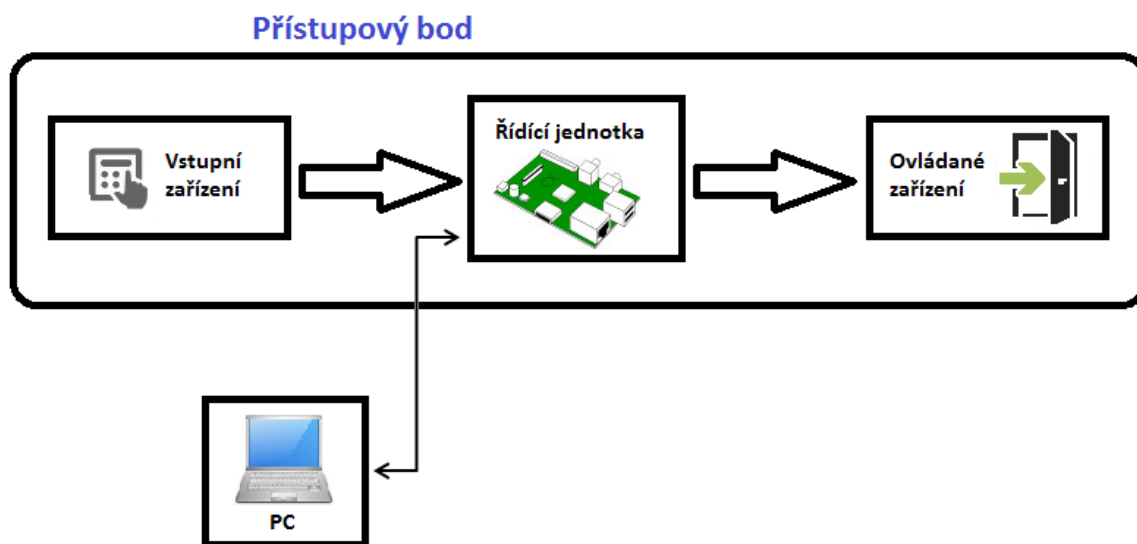 Přístupový bod
Vstupní
zařízení
Řídící jednotka
Ovládané
zařízení
PC